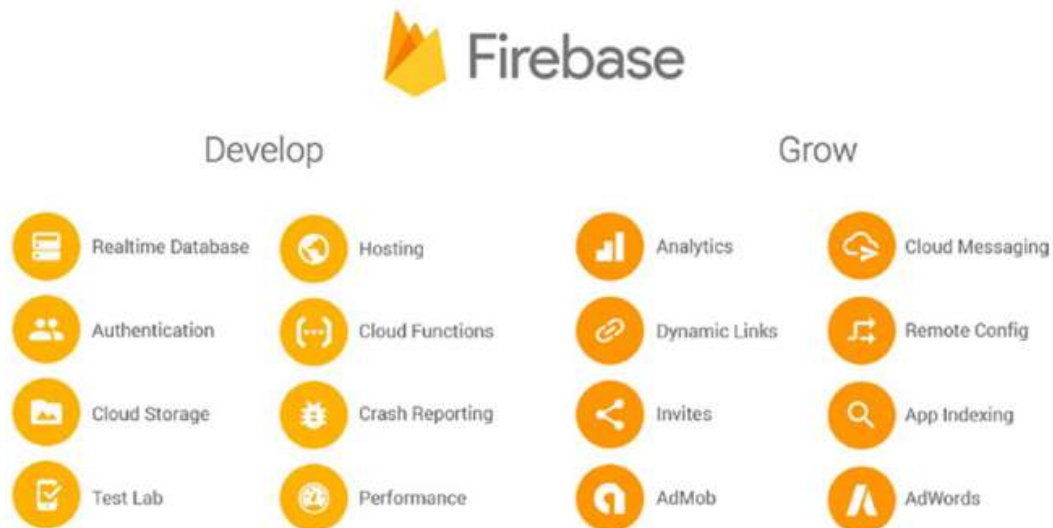 Firebase
Develop
Grow
Realtime Database
Hosting
Analytics
Cloud Messaging
Authentication
Cloud Functions
Dynamic Links
Remote Config
Cloud Storage
Crash Reporting
Invites
App Indexing
Test Lab
Performance
AdMob
AdWords